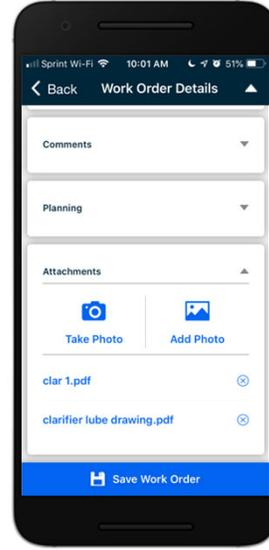 Sprint Wi-Fi 10:01 AM 51%
Back Work Order Details
Comments
Planning
Attachments
Take Photo Add Photo
clar 1.pdf
clarifier lube drawing.pdf
Save Work Order